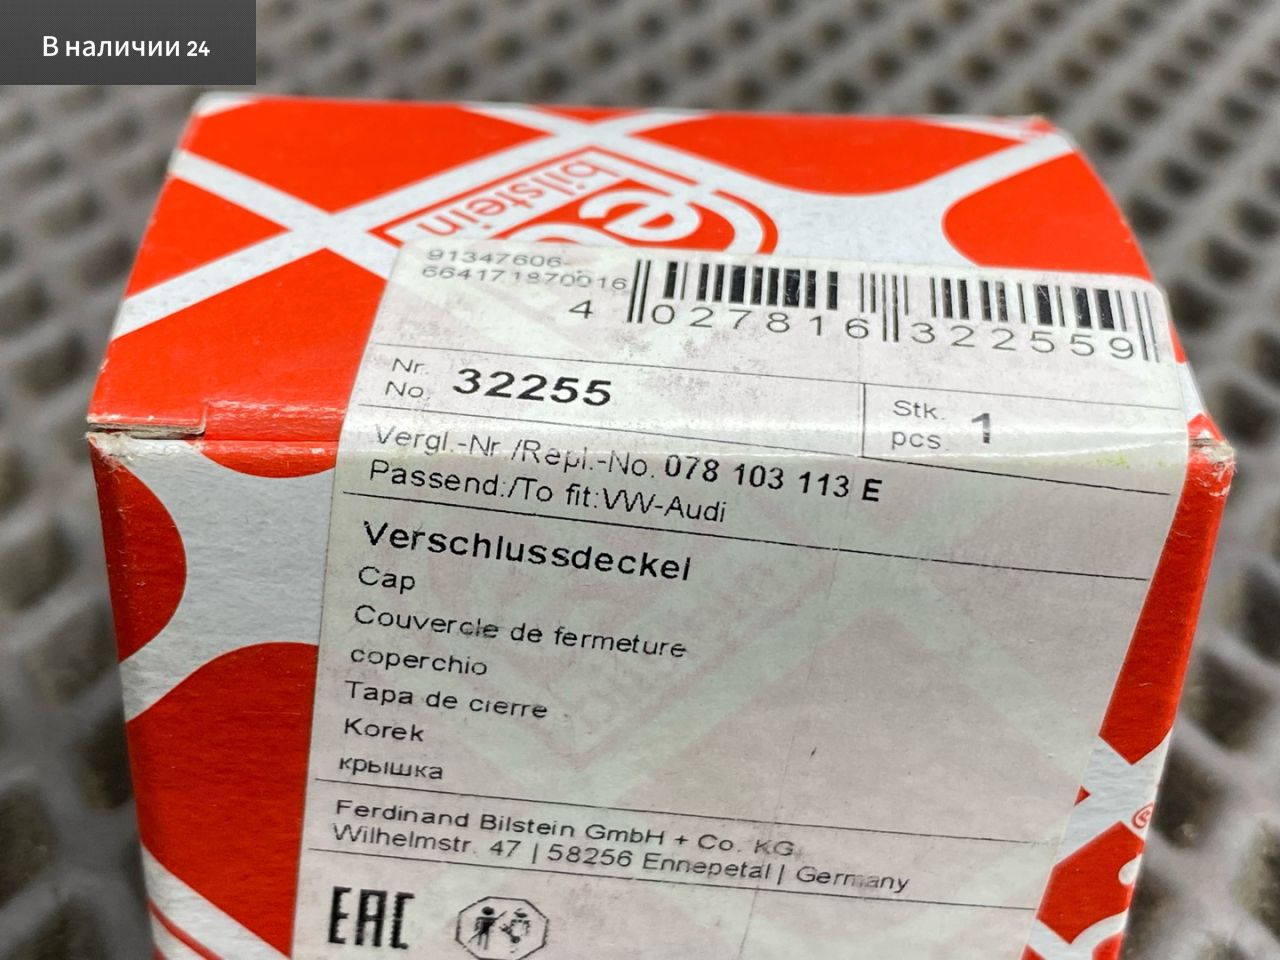 В наличии 24
bilstein
fe
91347606-
664171870016
4 027816 322559
Nr.
No. 32255
Stk.
pcs. 1
Vergl.-Nr /Repl.-No. 078 103 113 E
Passend:/To fit:VW-Audi
Verschlussdeckel
Cap
Couvercle de fermeture
coperchio
Tapa de cierre
Korek
крышка
Ferdinand Bilstein GmbH + Co. KG
Wilhelmstr. 47 | 58256 Ennepetal | Germany
EAC